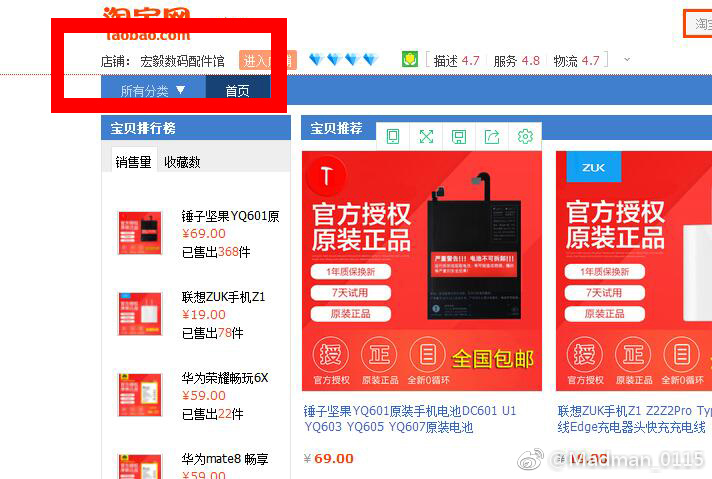 淘宝网
taobao.com
淘宝
店铺： 宏毅数码配件馆 进入店铺 描述 4.7 服务 4.8 物流 4.7
所有分类 ▼ 首页
宝贝排行榜
销售量 收藏数
锤子坚果YQ601原
¥69.00
已售出368件
联想ZUK手机Z1
¥19.00
已售出78件
华为荣耀畅玩6X
¥59.00
已售出22件
华为mate8 畅享
¥59.00
宝贝推荐
官方授权
原装正品
1年质保换新
7天试用
原装正品
严重警告!!! 电池不可拆卸!!!
授 正 目
官方授权 原装正品 全新0循环
全国包邮
锤子坚果YQ601原装手机电池DC601 U1
YQ603 YQ605 YQ607原装电池
¥ 69.00
ZUK
官方授权
原装正品
1年质保换新
7天试用
原装正品
授 正 目
官方授权 原装正品 全新0循环
联想ZUK手机Z1 Z2Z2Pro Typ
线Edge充电器头快充充电线
¥ 19.00
@Madman_0115